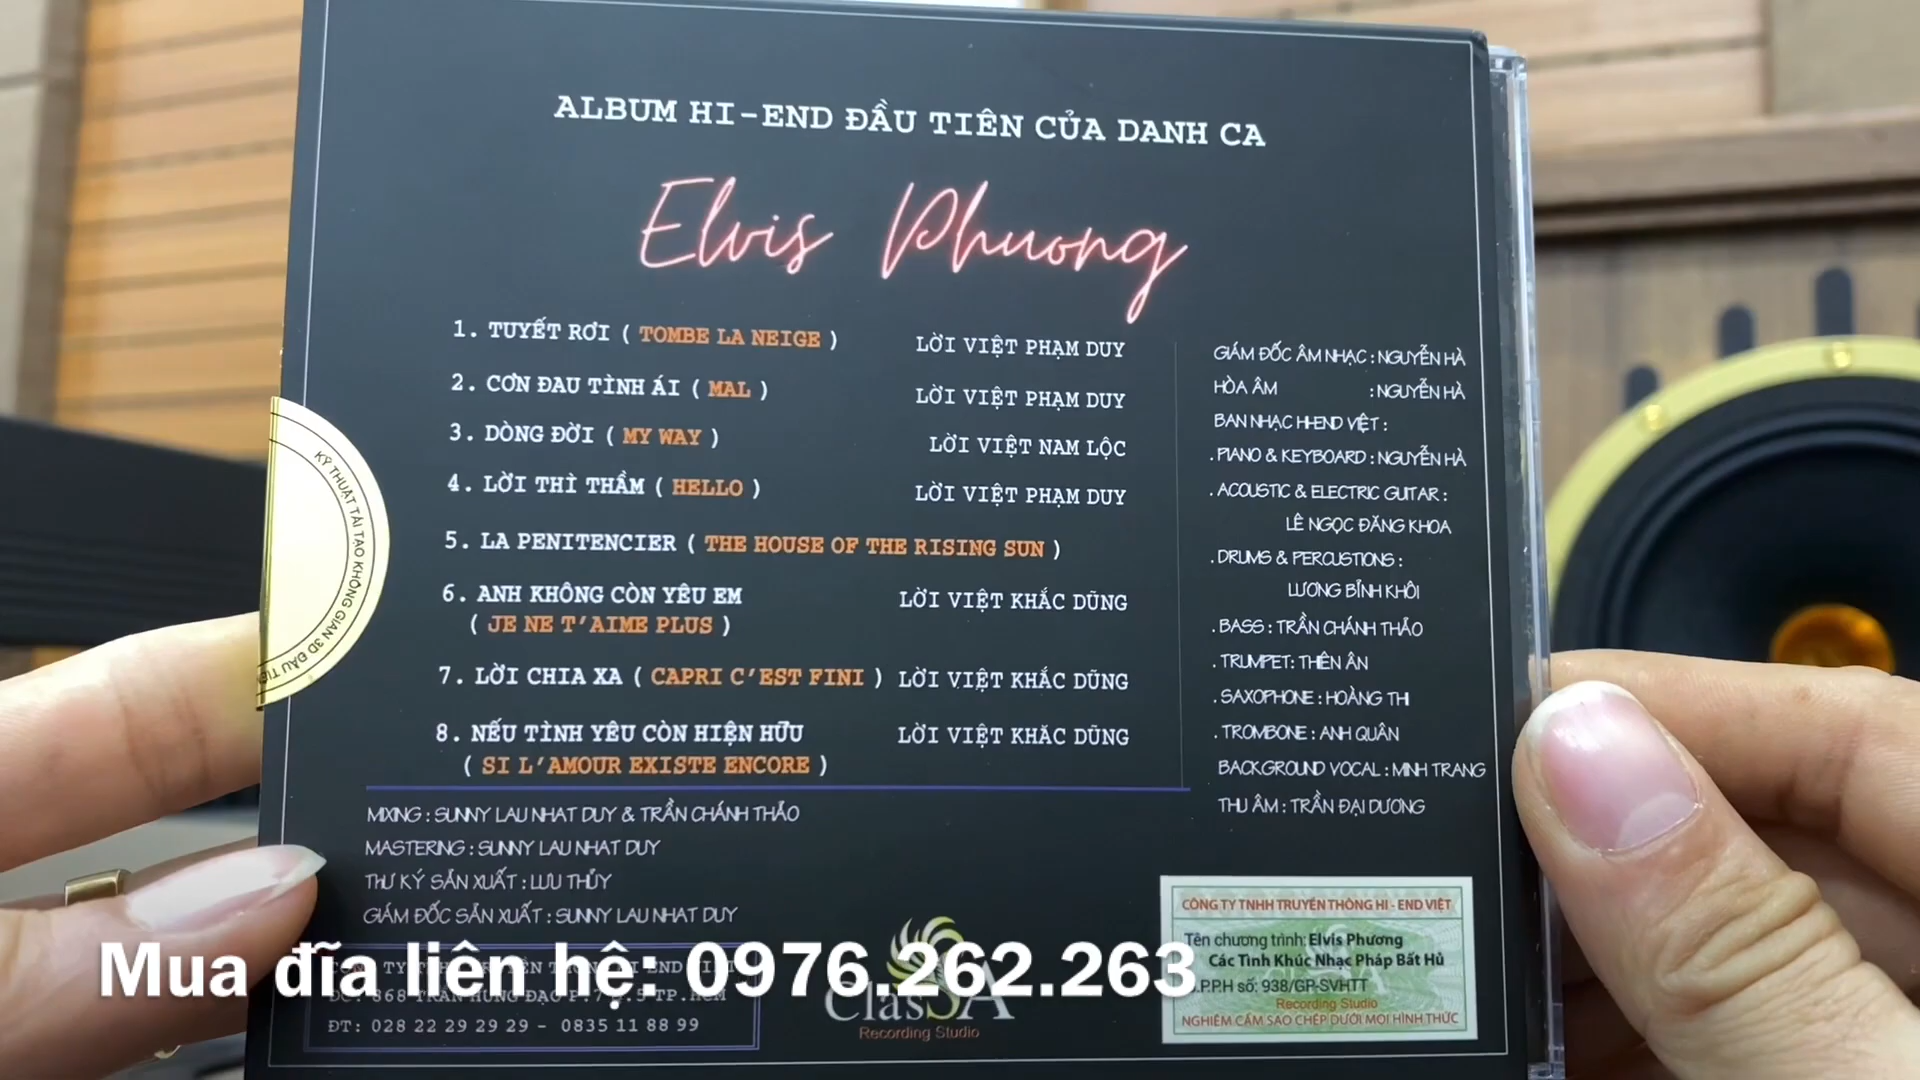 ALBUM HI-END ĐẦU TIÊN CỦA DANH CA
Elvis Phuong
1. TUYẾT RƠI ( TOMBE LA NEIGE ) LỜI VIỆT PHẠM DUY
2. CƠN ĐAU TÌNH ÁI ( MAL ) LỜI VIỆT PHẠM DUY
3. DÒNG ĐỜI ( MY WAY ) LỜI VIỆT NAM LỘC
4. LỜI THÌ THẦM ( HELLO ) LỜI VIỆT PHẠM DUY
5. LA PENITENCIER ( THE HOUSE OF THE RISING SUN )
6. ANH KHÔNG CÒN YÊU EM LỜI VIỆT KHẮC DŨNG
( JE NE T'AIME PLUS )
7. LỜI CHIA XA ( CAPRI C'EST FINI ) LỜI VIỆT KHẮC DŨNG
8. NẾU TÌNH YÊU CÒN HIỆN HỮU LỜI VIỆT KHĂC DŨNG
( SI L'AMOUR EXISTE ENCORE )
GIÁM ĐỐC ÂM NHẠC : NGUYỄN HÀ
HÒA ÂM : NGUYỄN HÀ
BAN NHẠC HI-END VIỆT :
. PIANO & KEYBOARD : NGUYỄN HÀ
. ACOUSTIC & ELECTRIC GUITAR :
LÊ NGỌC ĐĂNG KHOA
. DRUMS & PERCUSTIONS :
LƯƠNG BỈNH KHÔI
. BASS : TRẦN CHÁNH THẢO
. TRUMPET: THIÊN ÂN
. SAXOPHONE : HOÀNG THI
. TROMBONE : ANH QUÂN
BACKGROUND VOCAL : MINH TRANG
THU ÂM : TRẦN ĐẠI DƯƠNG
KỸ THUẬT TÁI TẠO KHÔNG GIAN 3D ĐẦU TIÊN
MIXING : SUNNY LAU NHAT DUY & TRẦN CHÁNH THẢO
MASTERING : SUNNY LAU NHAT DUY
THƯ KÝ SẢN XUẤT : LƯU THỦY
GIÁM ĐỐC SẢN XUẤT : SUNNY LAU NHAT DUY
Mua đĩa liên hệ: 0976.262.263
ĐT: 028 22 29 29 29 - 0835 11 88 99
ClassA
Recording Studio
CÔNG TY TNHH TRUYỀN THÔNG HI - END VIỆT
Tên chương trình: Elvis Phương
Các Tình Khúc Nhạc Pháp Bất Hủ
.P.P.H số: 938/GP-SVHTT
Recording Studio
NGHIÊM CẤM SAO CHÉP DƯỚI MỌI HÌNH THỨC